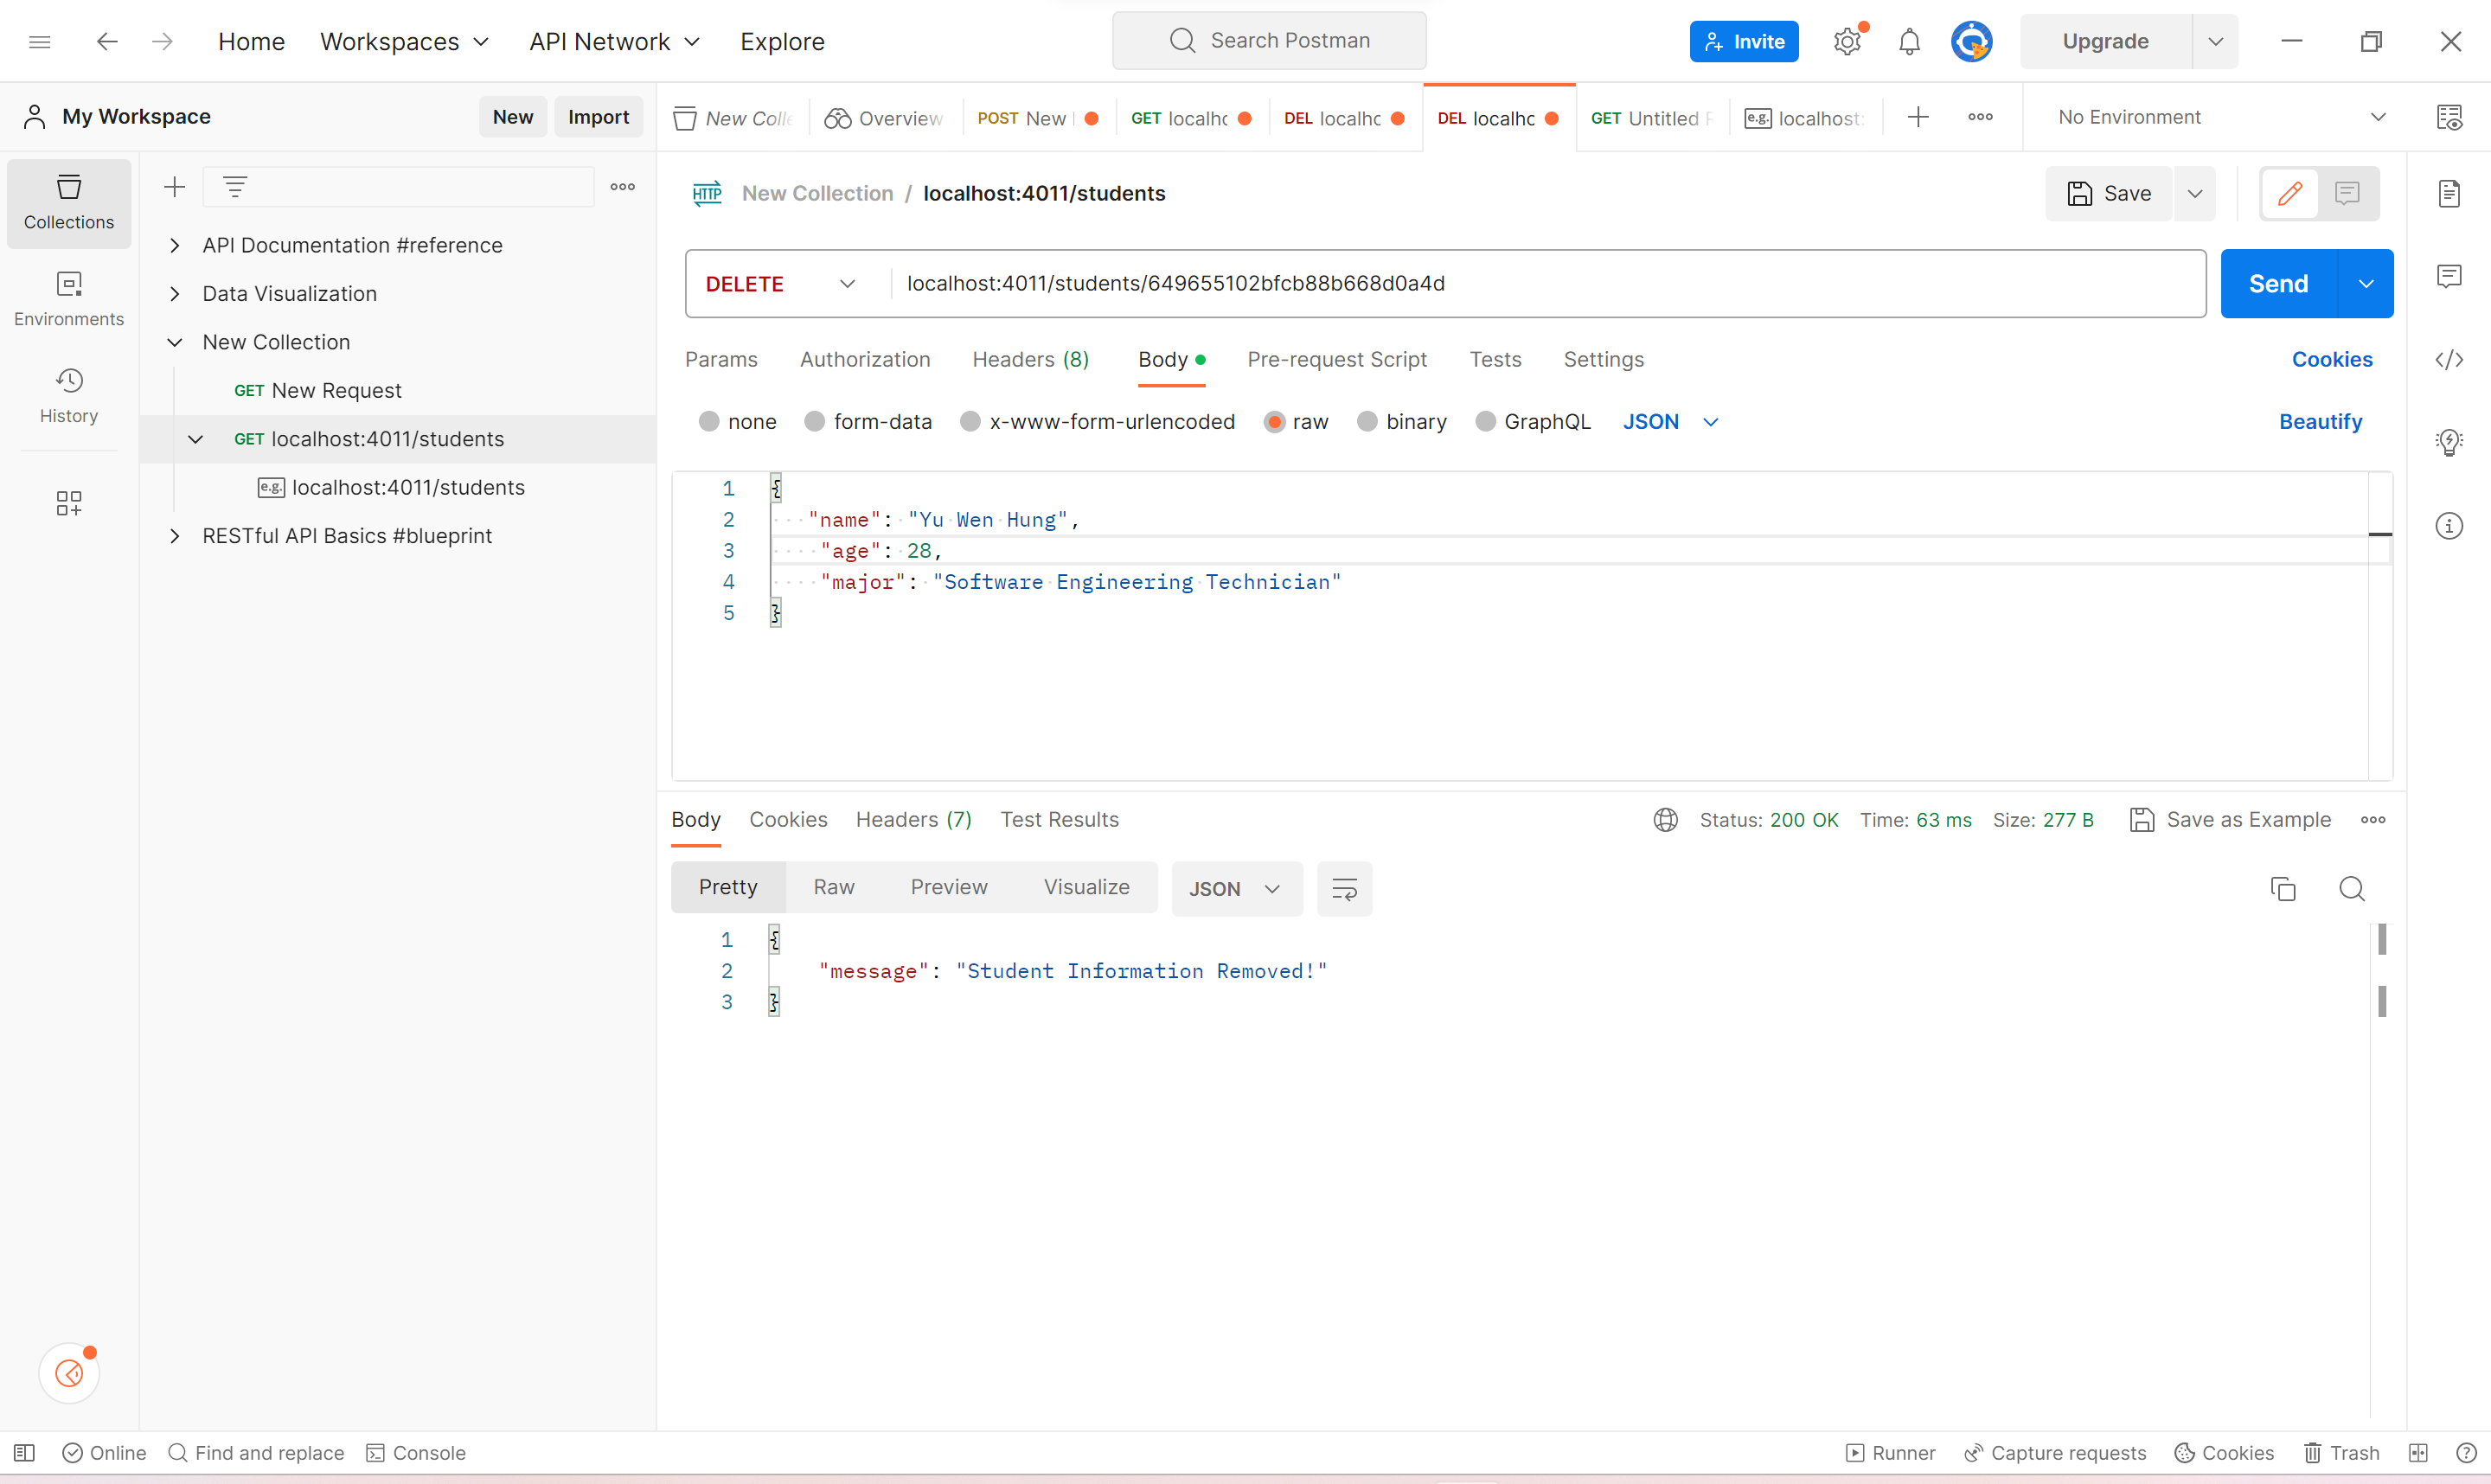 Home Workspaces API Network Explore Search Postman Invite Upgrade
My Workspace New Import
New Colle Overview POST New GET localhc DEL localhc DEL localhc GET Untitled e.g. localhost: No Environment
Collections
Environments
History
API Documentation #reference
Data Visualization
New Collection
GET New Request
GET localhost:4011/students
e.g. localhost:4011/students
RESTful API Basics #blueprint
HTTP New Collection / localhost:4011/students Save
DELETE localhost:4011/students/649655102bfcb88b668d0a4d Send
Params Authorization Headers (8) Body Pre-request Script Tests Settings Cookies
none form-data x-www-form-urlencoded raw binary GraphQL JSON Beautify
1 {
2 "name": "Yu Wen Hung",
3 "age": 28,
4 "major": "Software Engineering Technician"
5 }
Body Cookies Headers (7) Test Results Status: 200 OK Time: 63 ms Size: 277 B Save as Example
Pretty Raw Preview Visualize JSON
1 {
2 "message": "Student Information Removed!"
3 }
Online Find and replace Console Runner Capture requests Cookies Trash